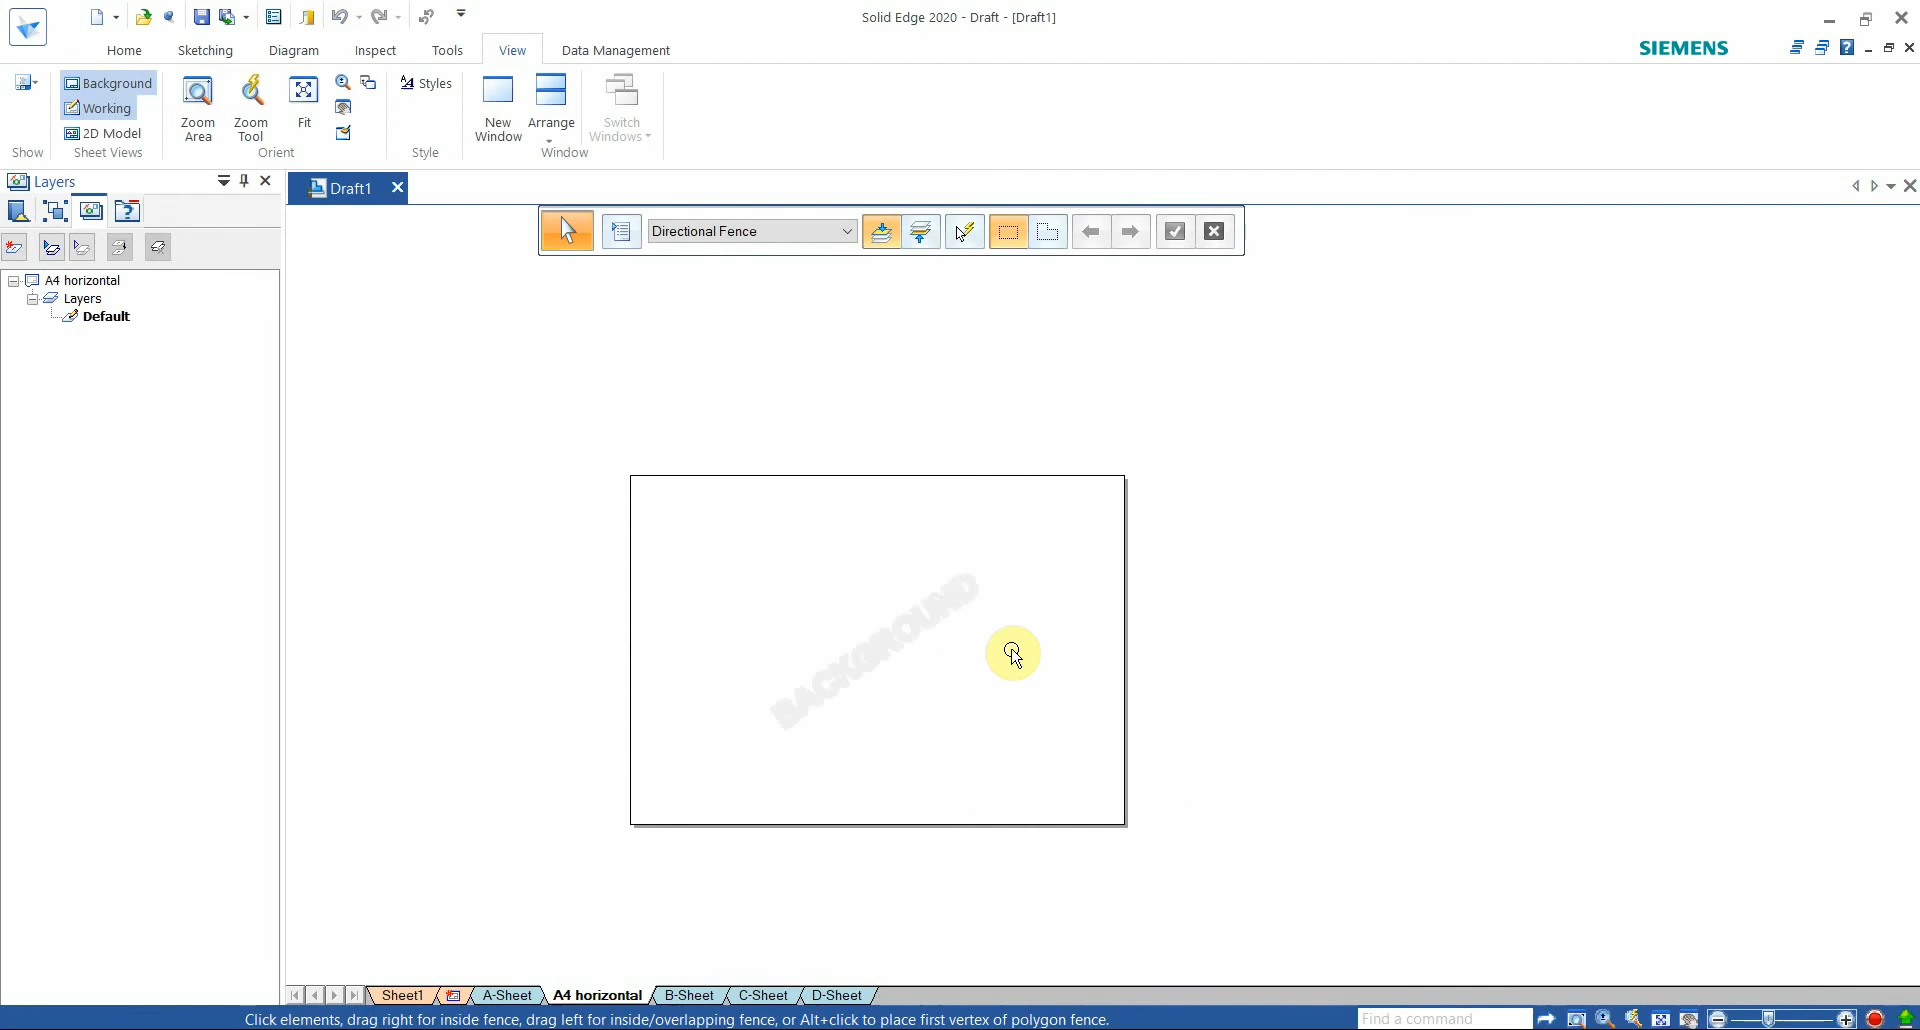 Solid Edge 2020 - Draft - [Draft1]
Home Sketching Diagram Inspect Tools View Data Management
SIEMENS
Background
Working
2D Model
Zoom Area
Zoom Tool
Fit
Styles
New Window
Arrange
Switch Windows
Show Sheet Views Orient Style Window
Layers
Draft1
Directional Fence
A4 horizontal
Layers
Default
BACKGROUND
Sheet1 A-Sheet A4 horizontal B-Sheet C-Sheet D-Sheet
Click elements, drag right for inside fence, drag left for inside/overlapping fence, or Alt+click to place first vertex of polygon fence.
Find a command